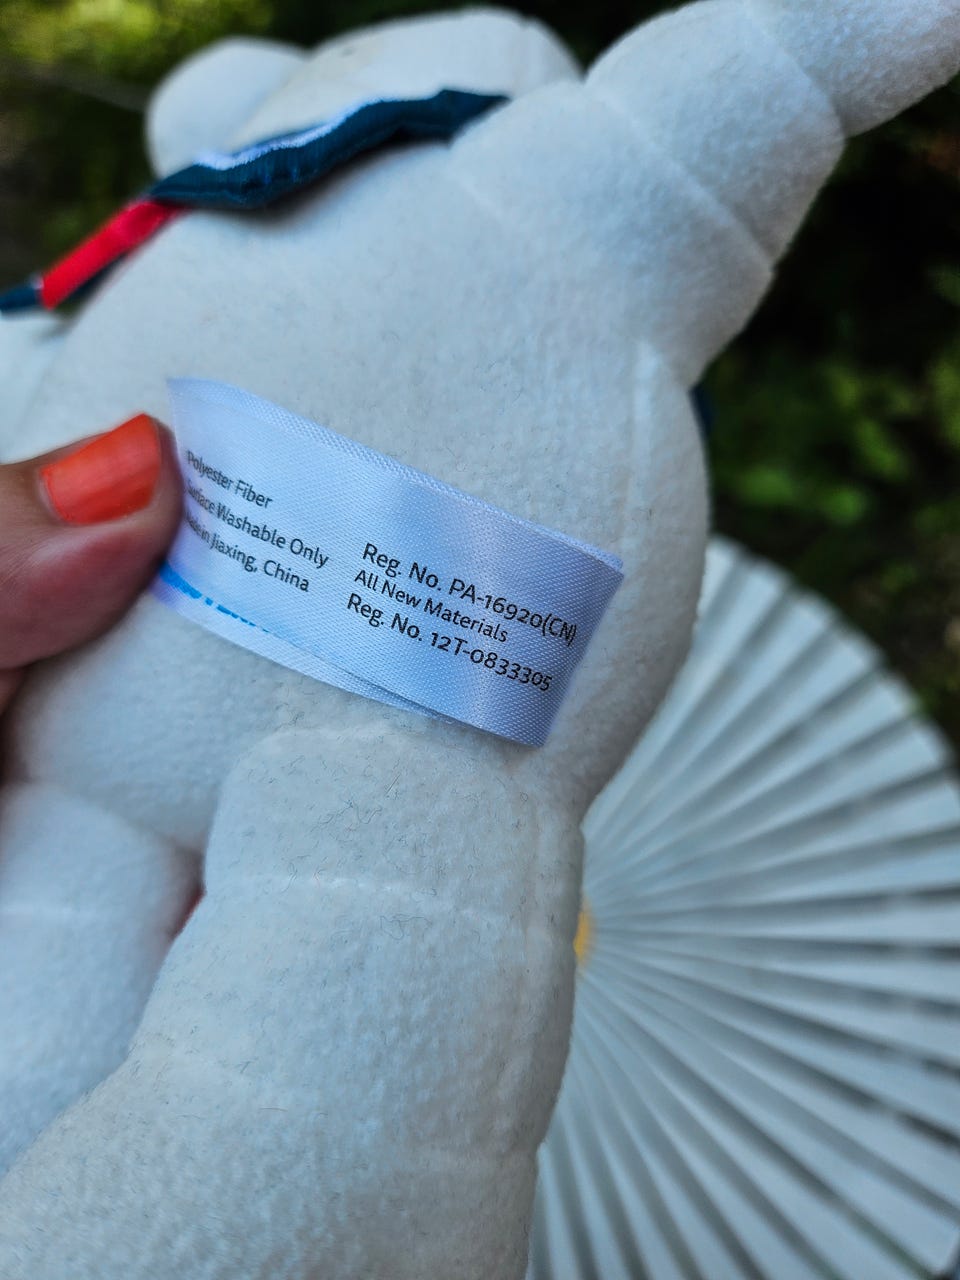 Polyester Fiber
Surface Washable Only
Made in Jiaxing, China
Reg. No. PA-16920(CN)
All New Materials
Reg. No. 12T-0833305